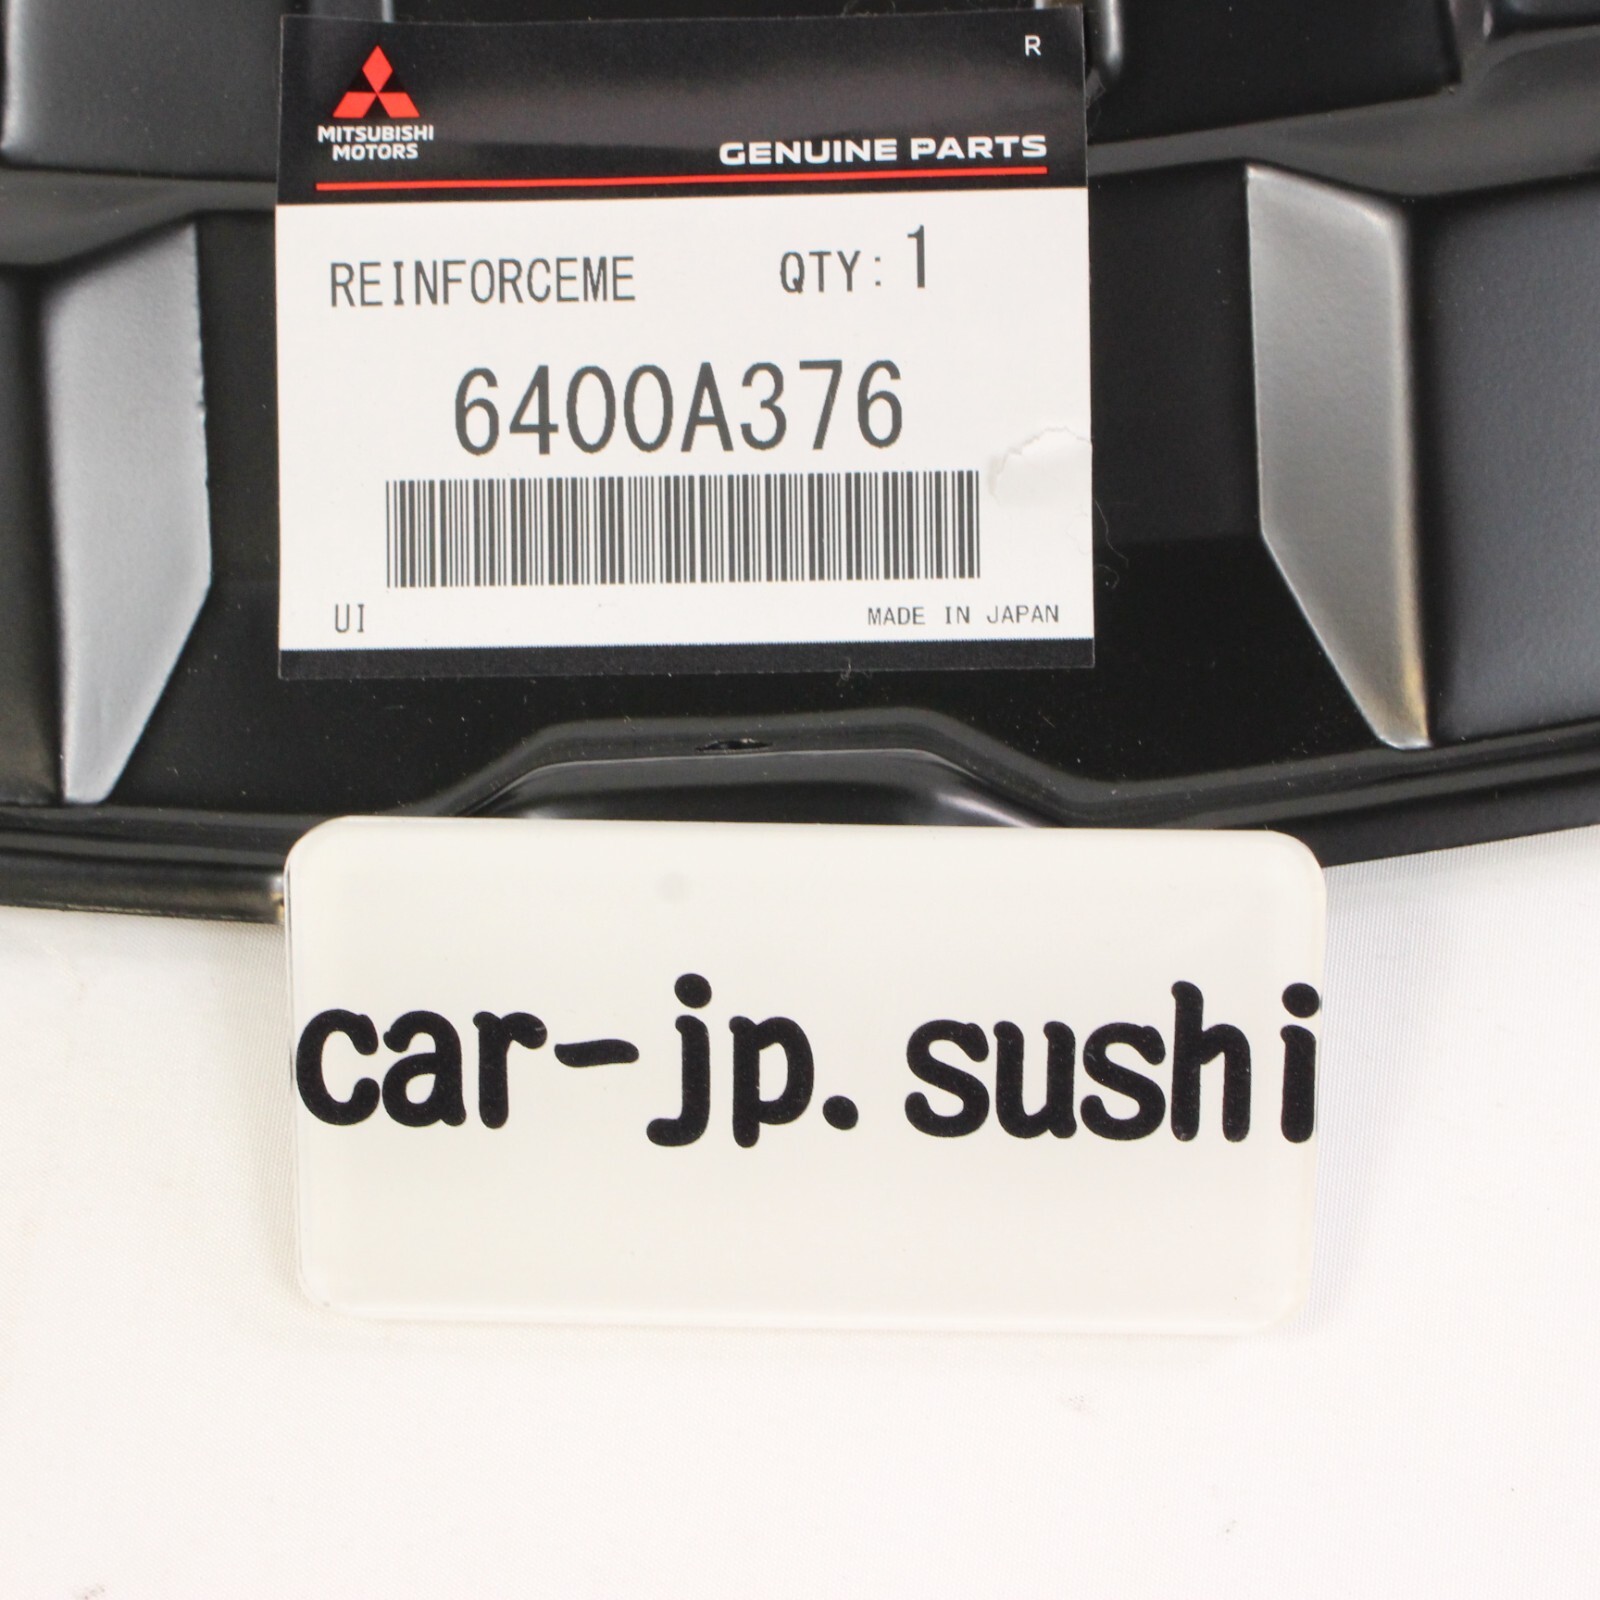 R
MITSUBISHI
MOTORS
GENUINE PARTS
REINFORCEME QTY: 1
6400A376
UI MADE IN JAPAN
car-jp.sushi